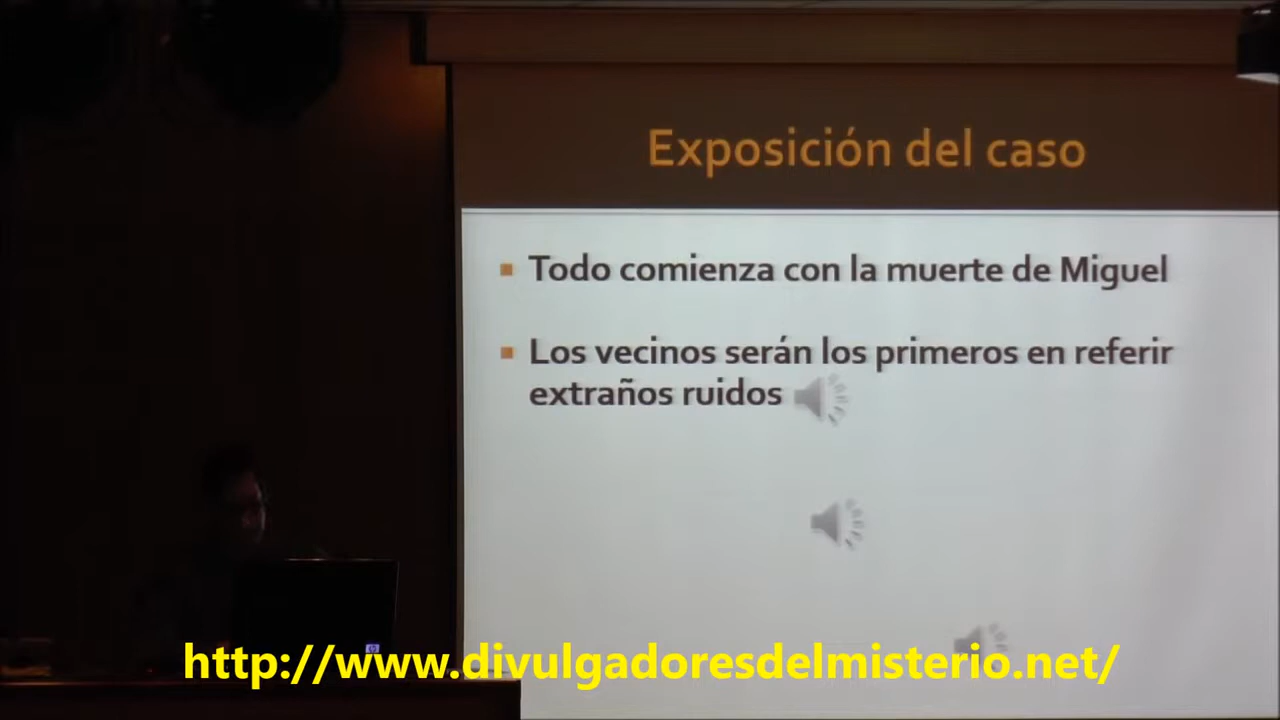 Exposición del caso
Todo comienza con la muerte de Miguel
Los vecinos serán los primeros en referir
extraños ruidos
http://www.divulgadoresdelmisterio.net/